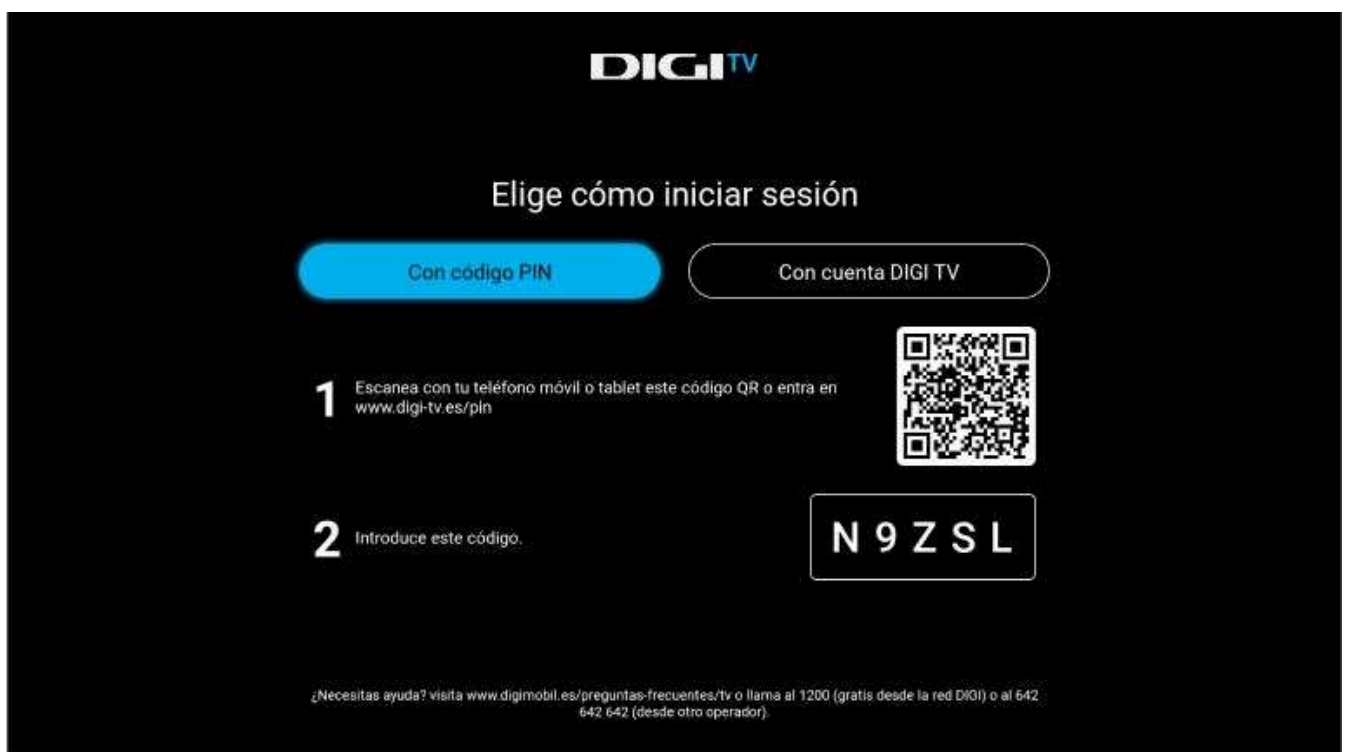 DIGI TV
Elige cómo iniciar sesión
Con código PIN
Con cuenta DIGI TV
1 Escanea con tu teléfono móvil o tablet este código QR o entra en
www.digi-tv.es/pin
2 Introduce este código.
N9ZSL
¿Necesitas ayuda? visita www.digimobil.es/preguntas-frecuentes/tv o llama al 1200 (gratis desde la red DIGI) o al 642
642 642 (desde otro operador).